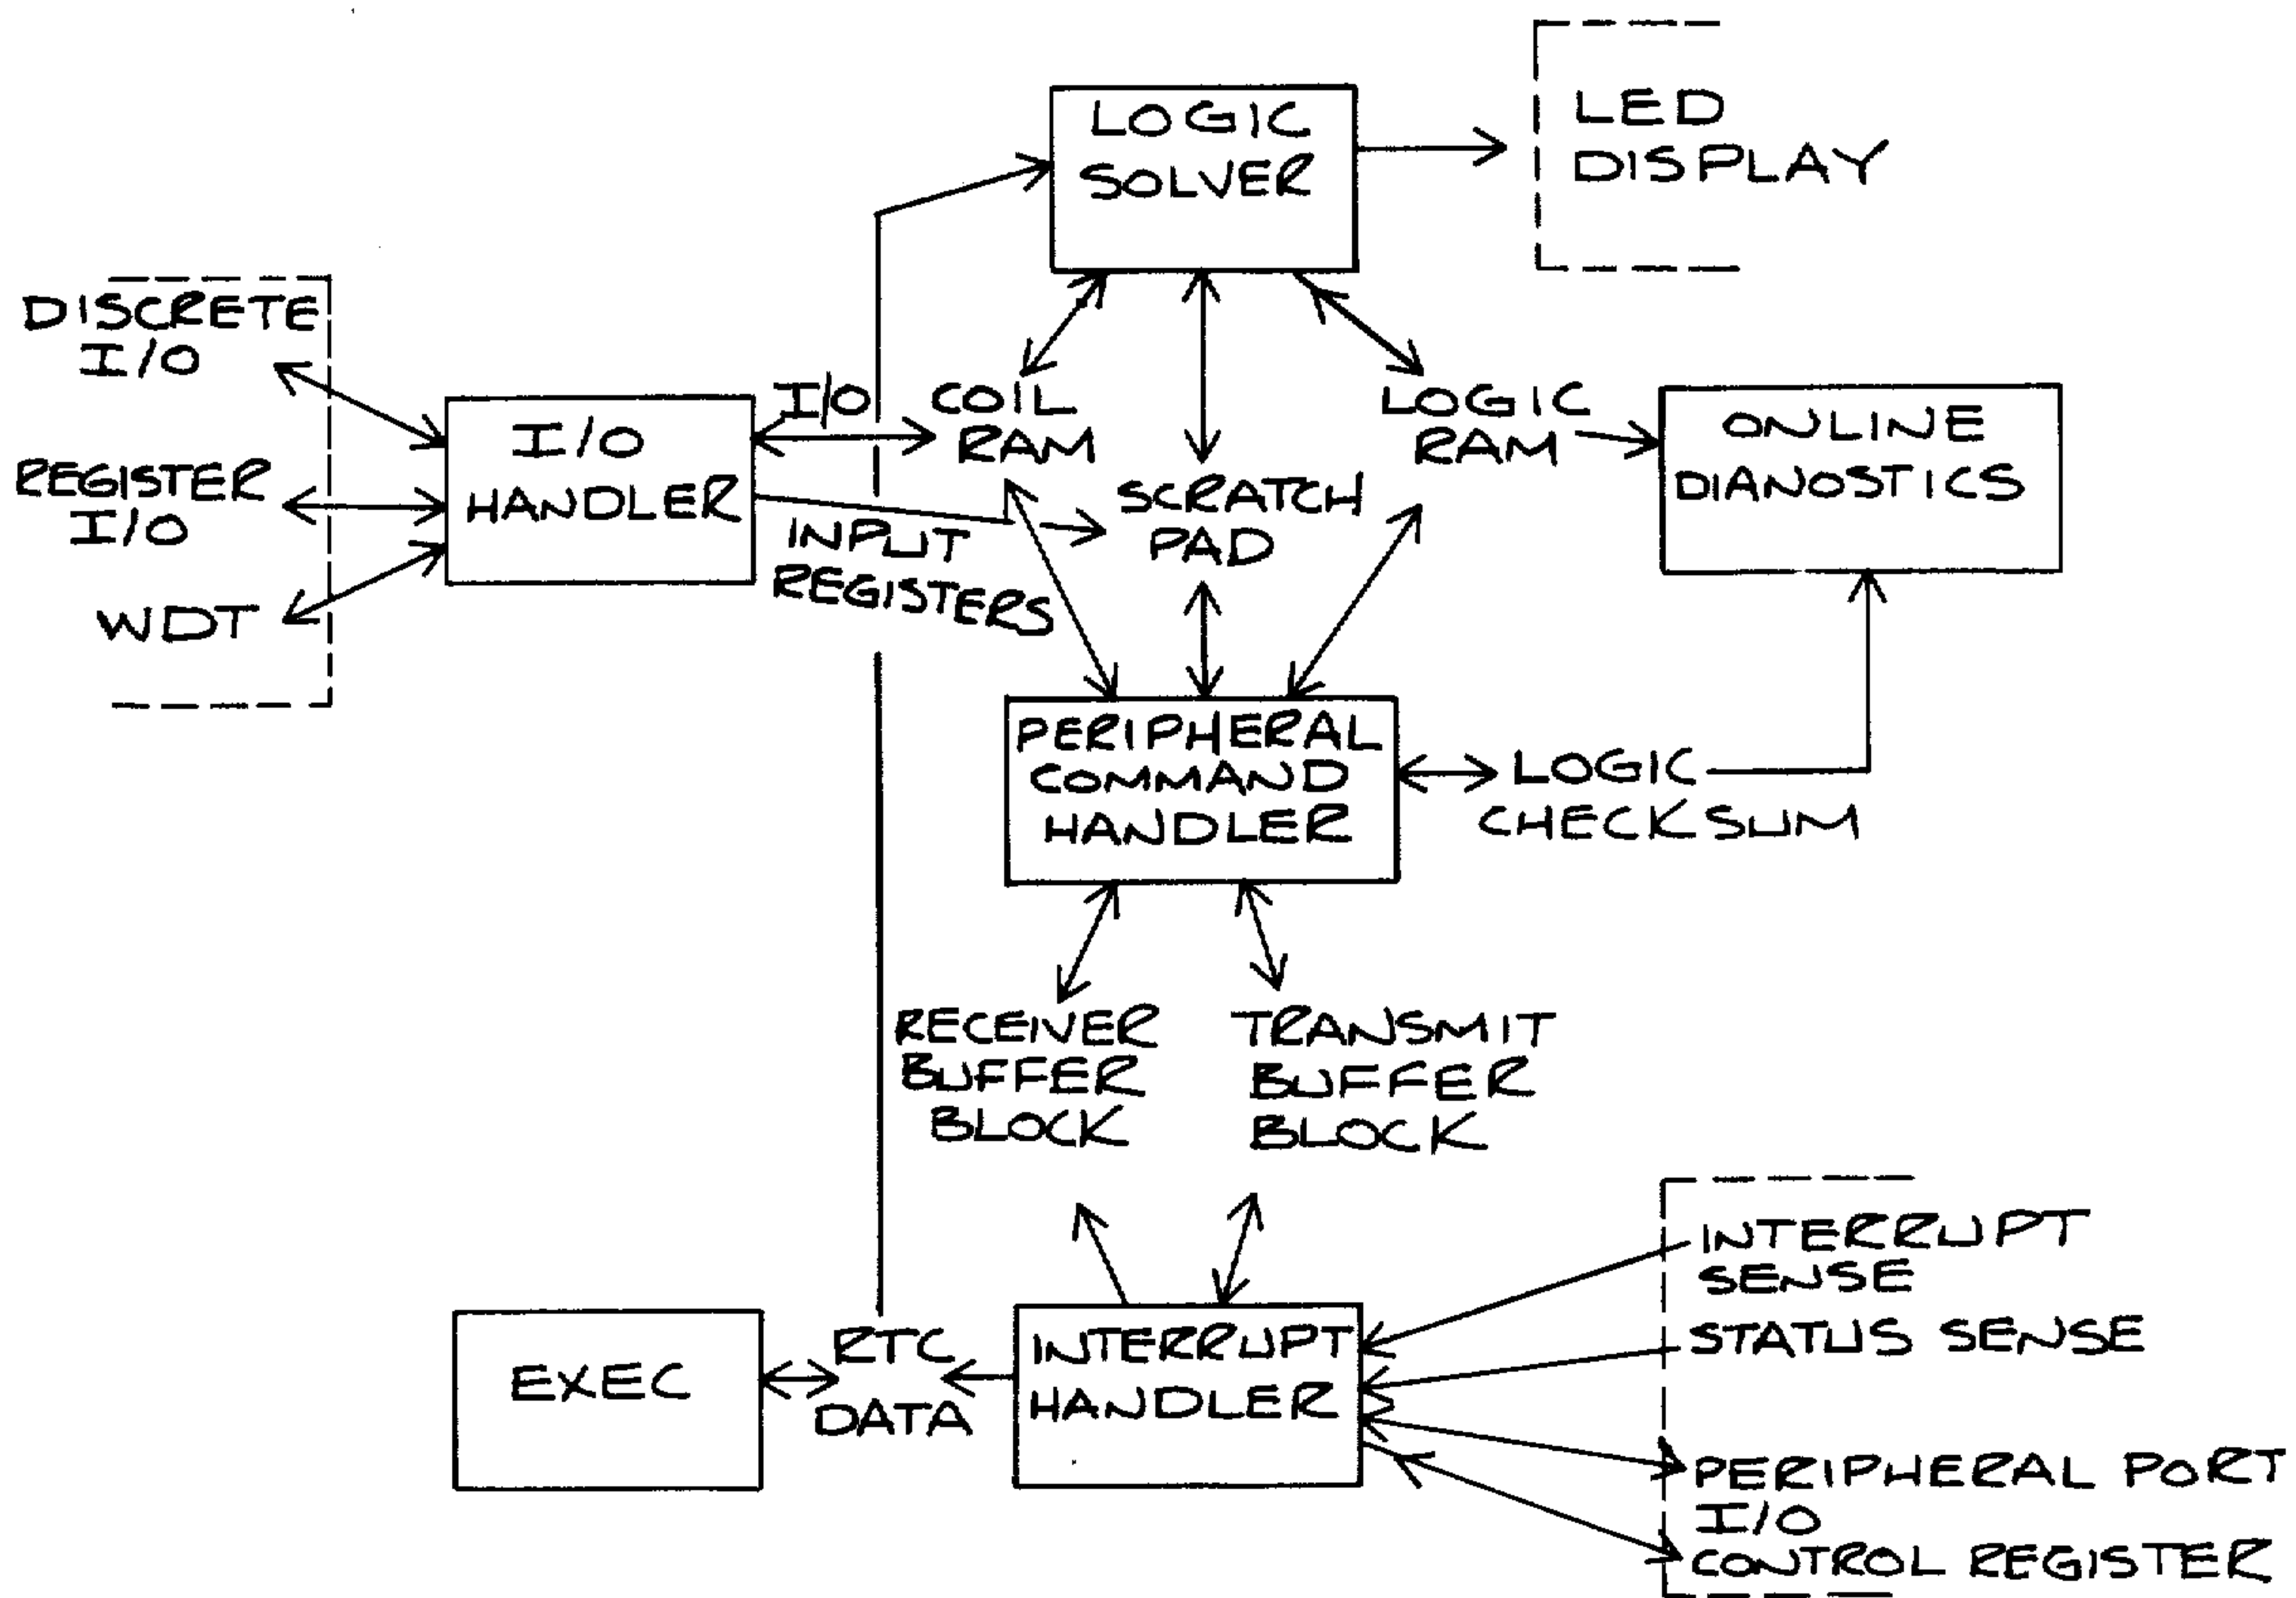 LOGIC
SOLVER
LED
DISPLAY
DISCRETE
I/O
REGISTER
I/O
WDT
I/O
HANDLER
I/O
COIL
RAM
INPUT
REGISTERS
SCRATCH
PAD
LOGIC
RAM
ONLINE
DIANOSTICS
PERIPHERAL
COMMAND
HANDLER
LOGIC
CHECKSUM
RECEIVER
BUFFER
BLOCK
TRANSMIT
BUFFER
BLOCK
EXEC
RTC
DATA
INTERRUPT
HANDLER
INTERRUPT
SENSE
STATUS SENSE
PERIPHERAL PORT
I/O
CONTROL REGISTER